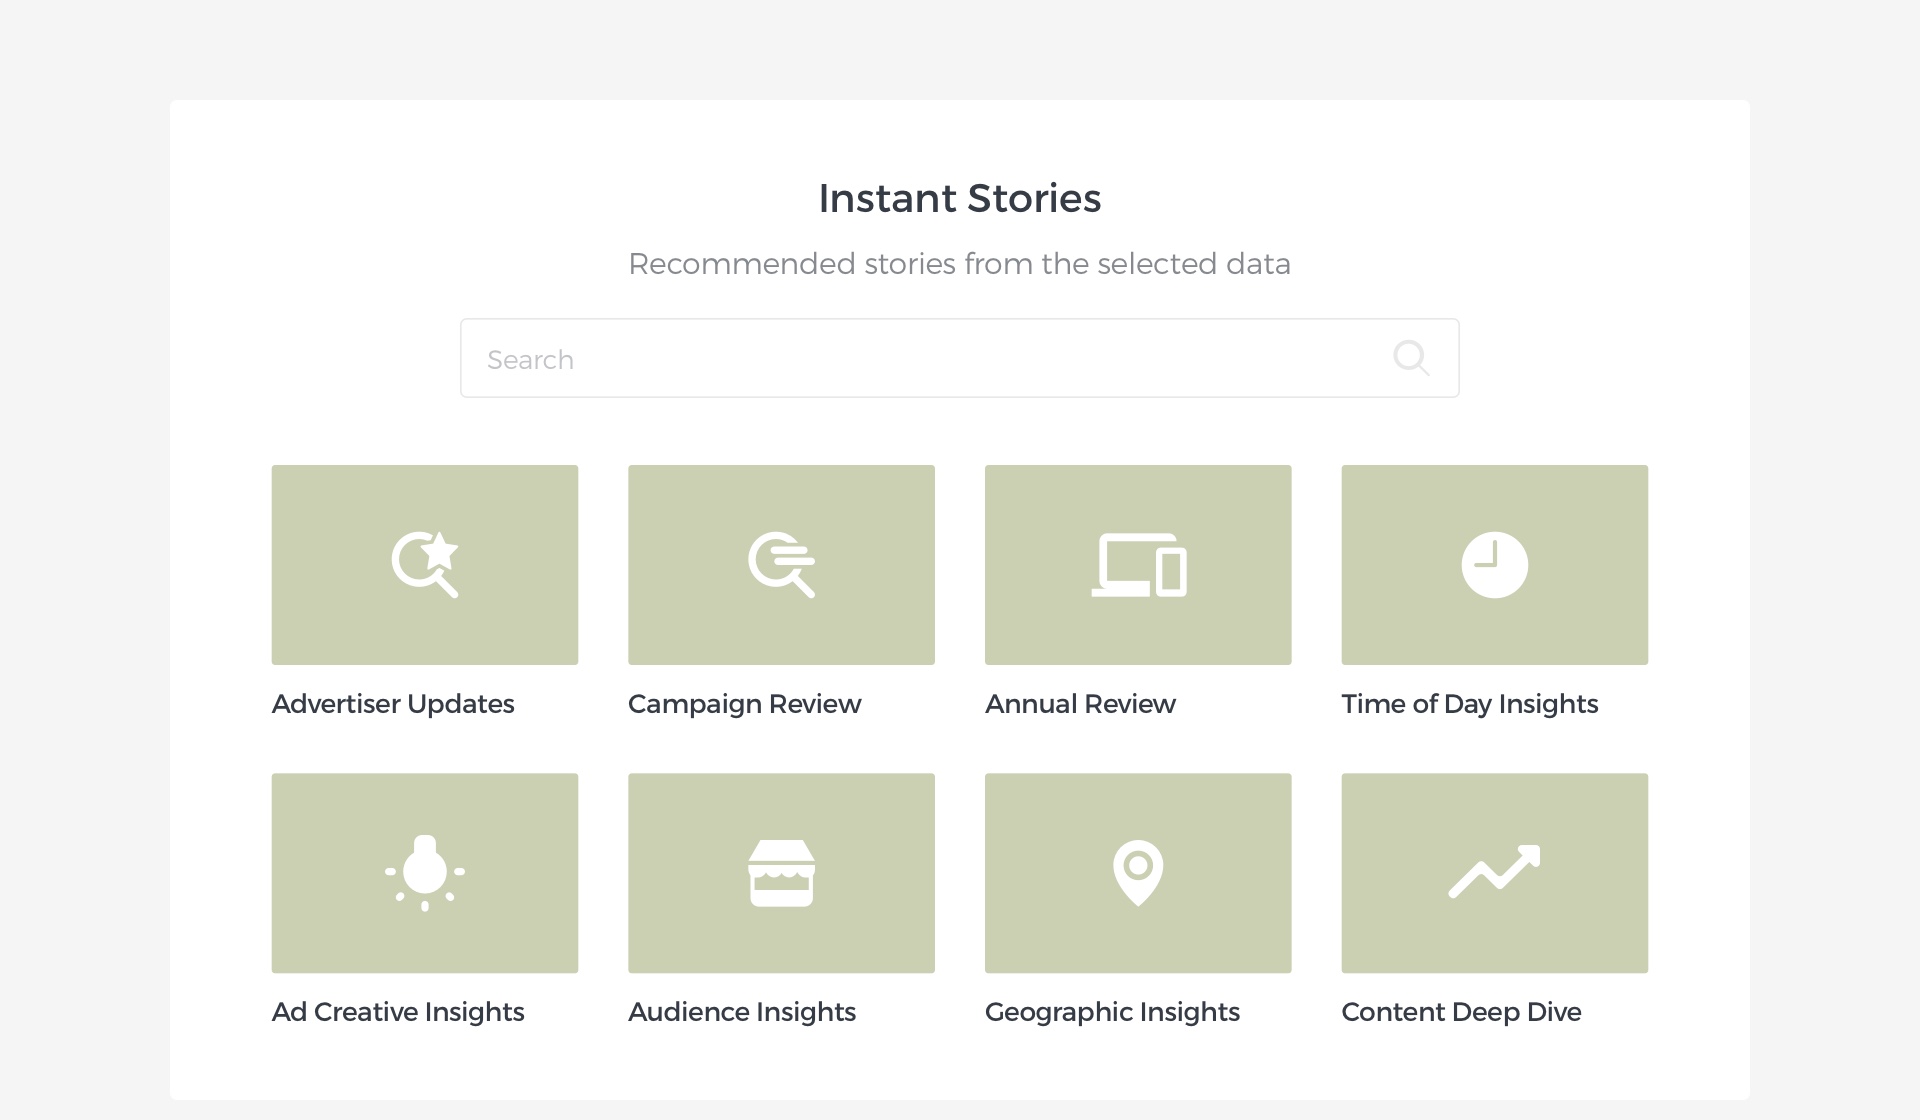 Instant Stories
Recommended stories from the selected data
Search
Advertiser Updates
Campaign Review
Annual Review
Time of Day Insights
Ad Creative Insights
Audience Insights
Geographic Insights
Content Deep Dive